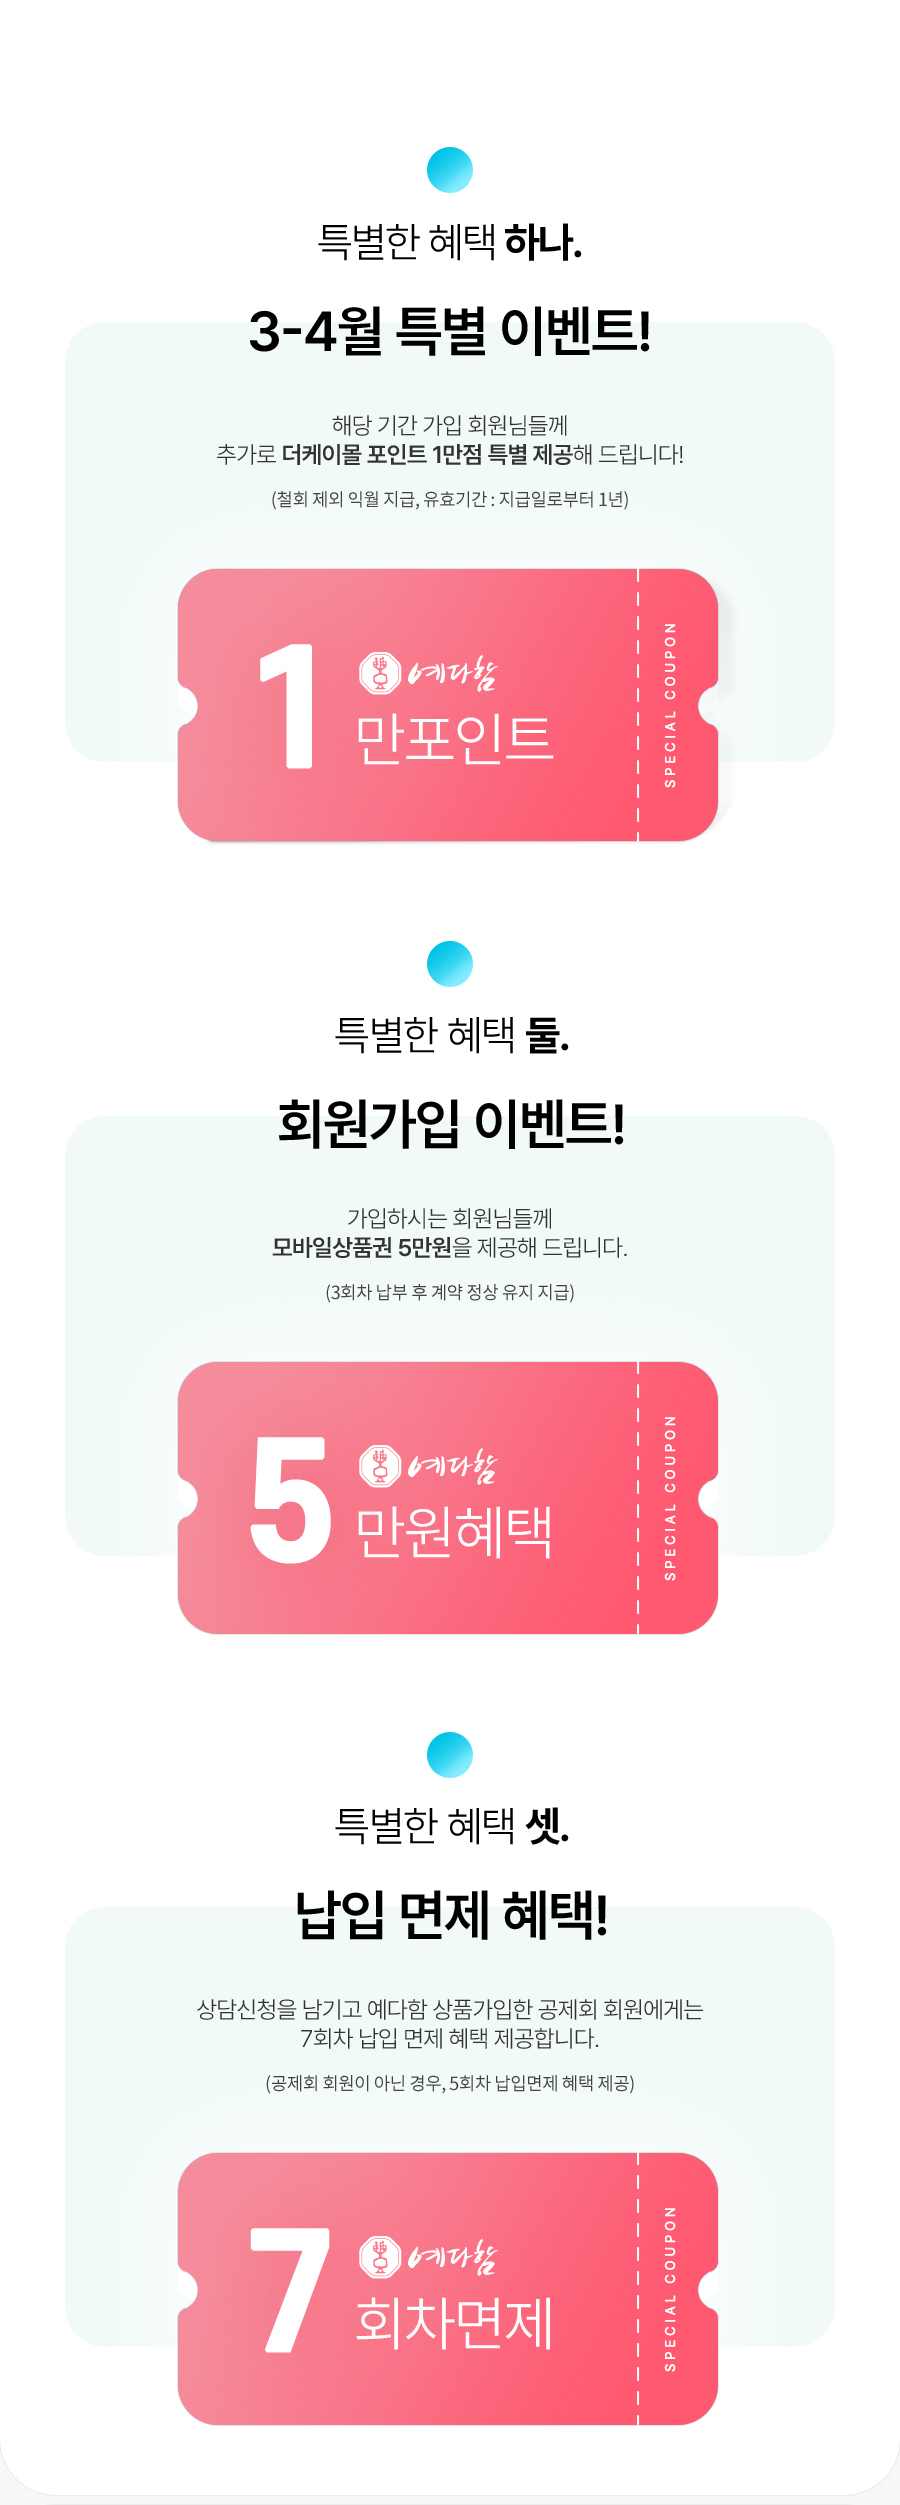 특별한 혜택 하나.
3-4월 특별 이벤트!
해당 기간 가입 회원님들께
추가로 더케이몰 포인트 1만점 특별 제공해 드립니다!
(철회 제외 익월 지급, 유효기간 : 지급일로부터 1년)
1
예다함
만포인트
SPECIAL COUPON
특별한 혜택 둘.
회원가입 이벤트!
가입하시는 회원님들께
모바일상품권 5만원을 제공해 드립니다.
(3회차 납부 후 계약 정상 유지 지급)
5
예다함
만원혜택
SPECIAL COUPON
특별한 혜택 셋.
납입 면제 혜택!
상담신청을 남기고 예다함 상품가입한 공제회 회원에게는
7회차 납입 면제 혜택 제공합니다.
(공제회 회원이 아닌 경우, 5회차 납입면제 혜택 제공)
7
예다함
회차면제
SPECIAL COUPON